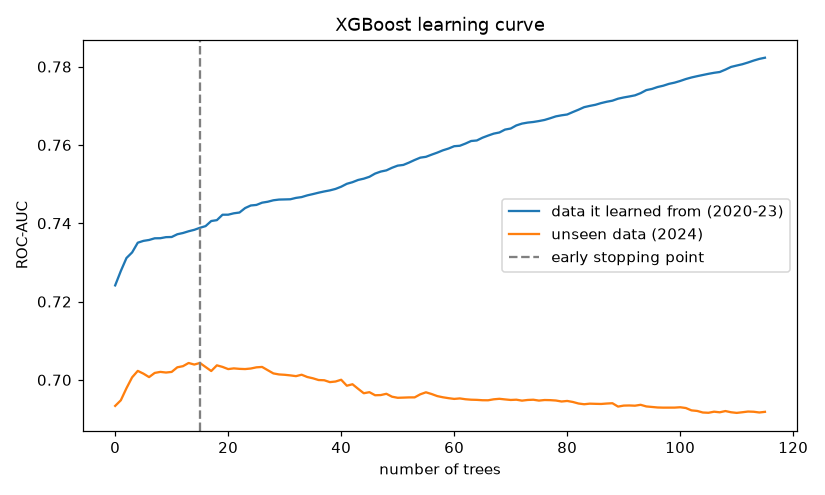 XGBoost learning curve
ROC-AUC
0.78
0.76
0.74
0.72
0.70
data it learned from (2020-23)
unseen data (2024)
early stopping point
0 20 40 60 80 100 120
number of trees